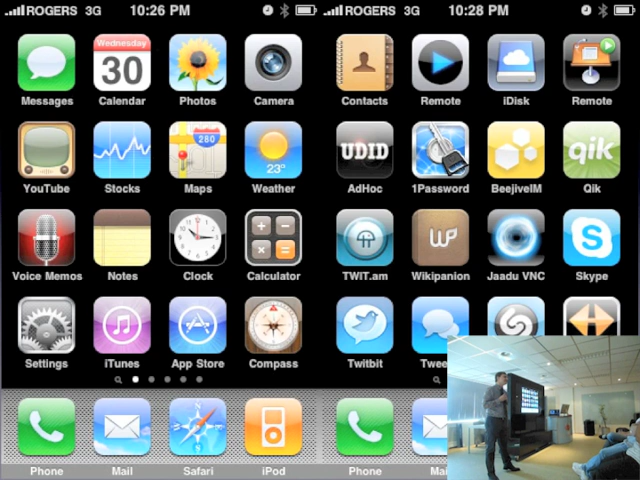 ROGERS 3G 10:26 PM
ROGERS 3G 10:28 PM
Wednesday
30
Messages Calendar Photos Camera
Contacts Remote iDisk Remote
280
23°
UDID
qik
YouTube Stocks Maps Weather
AdHoc 1Password BeejiveIM Qik
W
Voice Memos Notes Clock Calculator
TWiT.am Wikipanion Jaadu VNC Skype
Settings iTunes App Store Compass
Twitbit Twee
Phone Mail Safari iPod
Phone Mai